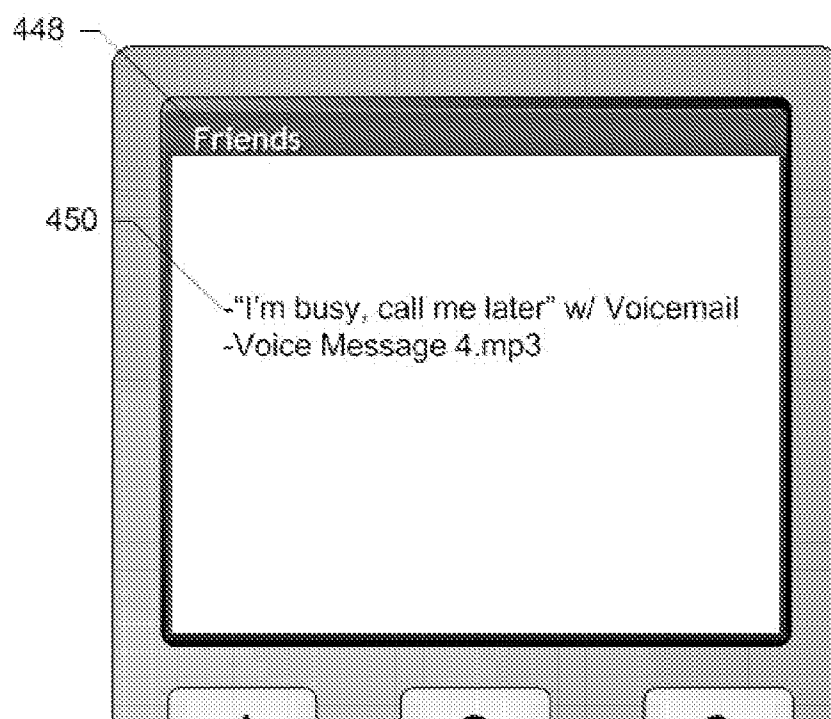 448
Friends
450
-"I'm busy, call me later" w/ Voicemail
-Voice Message 4.mp3